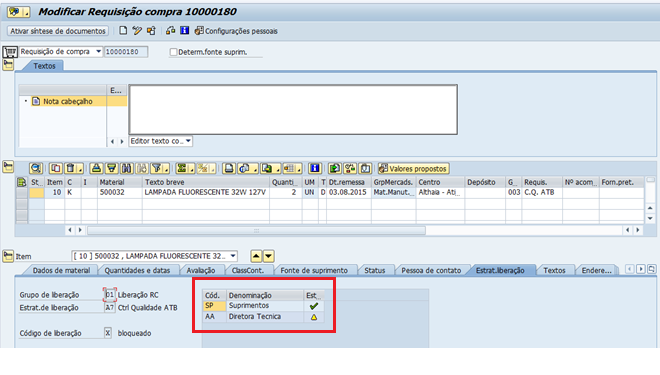 Modificar Requisição compra 10000180
Ativar síntese de documentos Configurações pessoais
Requisição de compra 10000180 Determ.fonte suprim.
Textos
E...
Nota cabeçalho
Editor texto co...
Valores propostos
St... Item C I Material Texto breve Quanti... UM T Dt.remessa GrpMercads. Centro Depósito G... Requis. Nº acom... Forn.pret.
10 K 500032 LAMPADA FLUORESCENTE 32W 127V 2 UN D 03.08.2015 Mat.Manut... Althaia - Ati... 003 C.Q. ATB
Item [ 10 ] 500032 , LAMPADA FLUORESCENTE 32...
Dados de material Quantidades e datas Avaliação ClassCont. Fonte de suprimento Status Pessoa de contato Estrat.liberação Textos Endere...
Grupo de liberação 01 Liberação RC
Estrat.de liberação A7 Ctrl Qualidade ATB
Código de liberação X bloqueado
Cód. Denominação Est...
SP Suprimentos
AA Diretora Tecnica